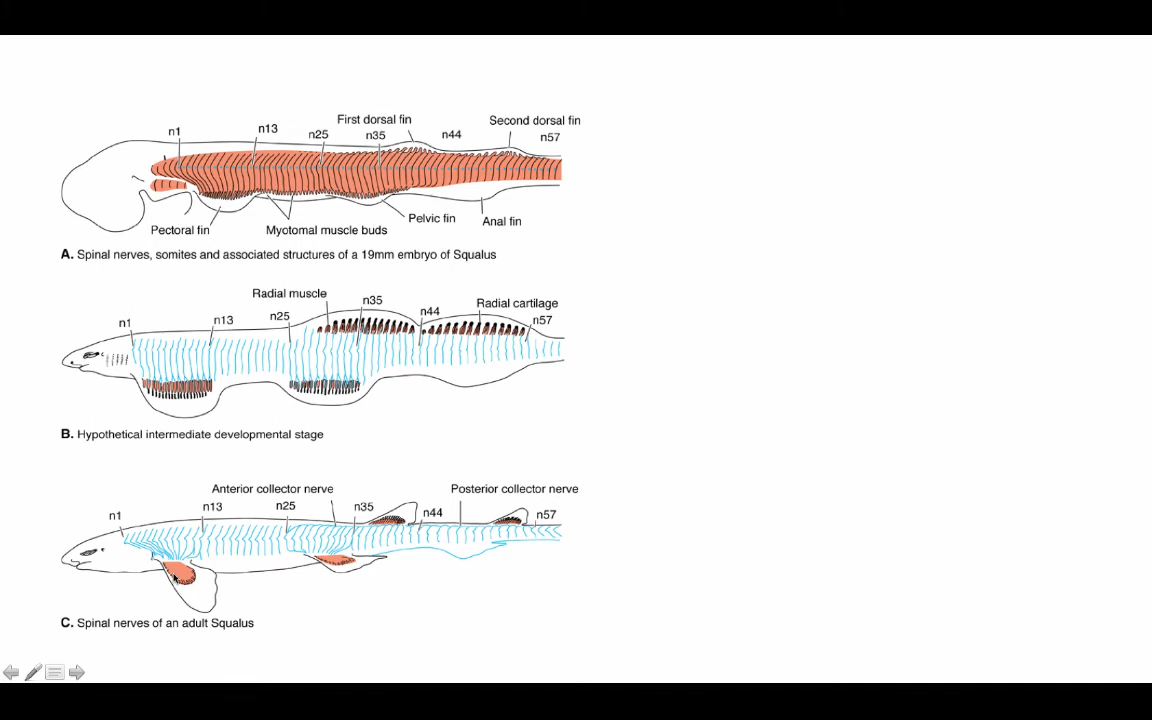 First dorsal fin
Second dorsal fin
n1
n13
n25
n35
n44
n57
Pectoral fin
Myotomal muscle buds
Pelvic fin
Anal fin
A. Spinal nerves, somites and associated structures of a 19mm embryo of Squalus
Radial muscle
Radial cartilage
n1
n13
n25
n35
n44
n57
B. Hypothetical intermediate developmental stage
Anterior collector nerve
Posterior collector nerve
n1
n13
n25
n35
n44
n57
C. Spinal nerves of an adult Squalus